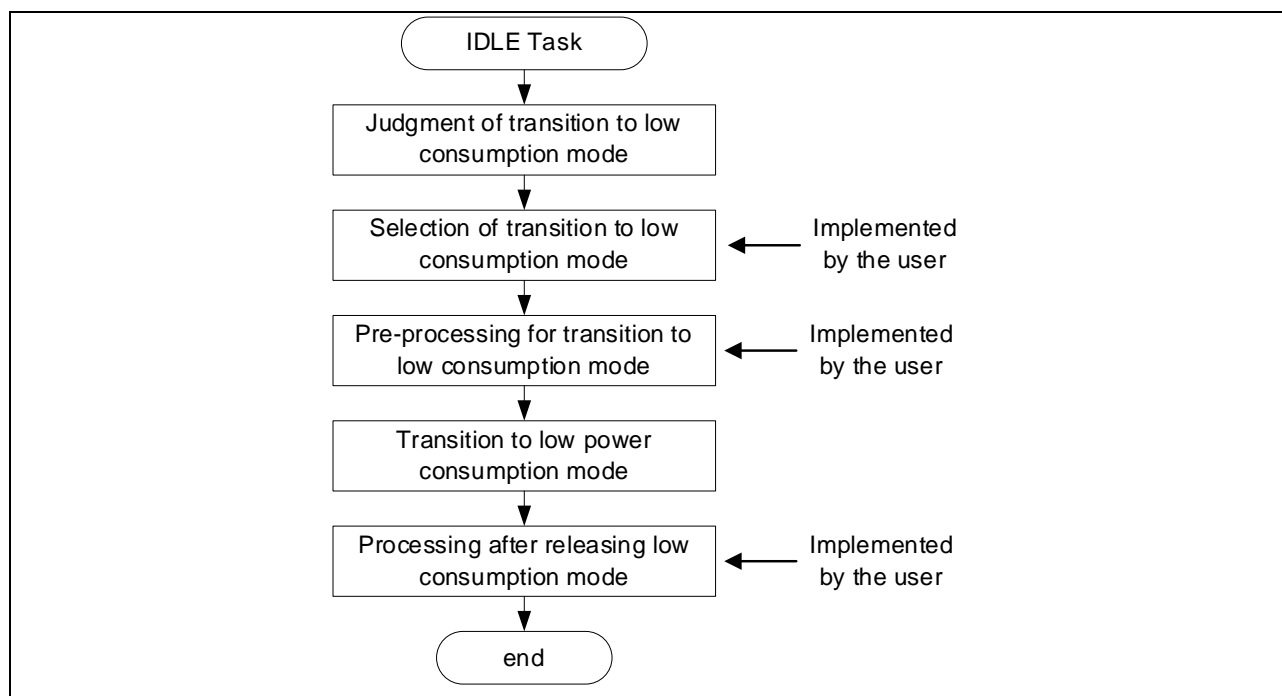 IDLE Task
Judgment of transition to low
consumption mode
Selection of transition to low
consumption mode
Implemented
by the user
Pre-processing for transition to
low consumption mode
Implemented
by the user
Transition to low power
consumption mode
Processing after releasing low
consumption mode
Implemented
by the user
end